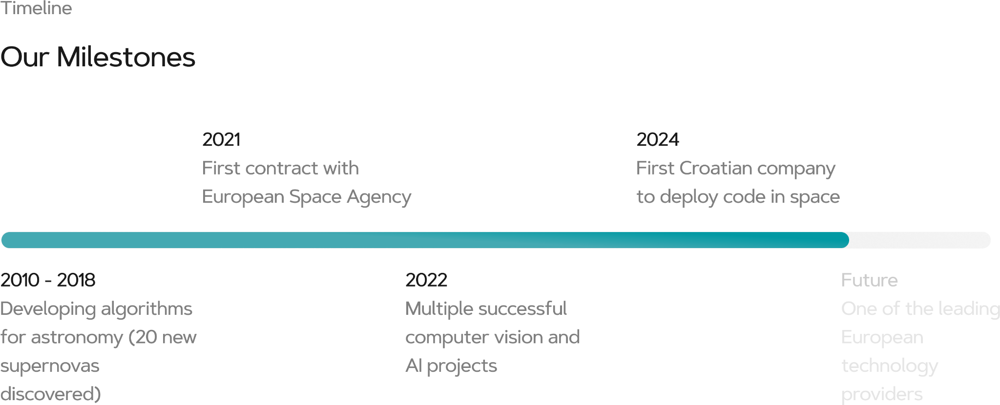 Timeline
Our Milestones
2021
First contract with
European Space Agency
2024
First Croatian company
to deploy code in space
2010 - 2018
Developing algorithms
for astronomy (20 new
supernovas
discovered)
2022
Multiple successful
computer vision and
AI projects
Future
One of the leading
European
technology
providers